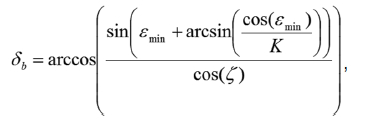 δ_b = arccos( sin( ε_min + arcsin( cos(ε_min) / K ) ) / cos(ζ) ),